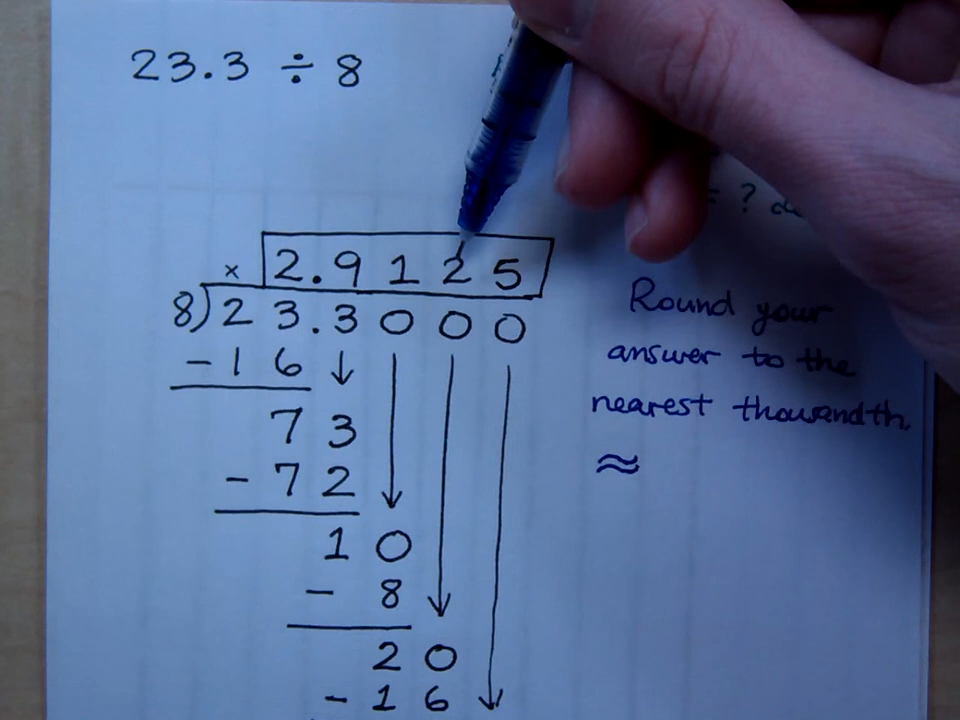 23.3 ÷ 8
= ?
× 2.9125
8)23.3000
-16
73
-72
10
-8
20
-16
Round your
answer to the
nearest thousandth.
≈